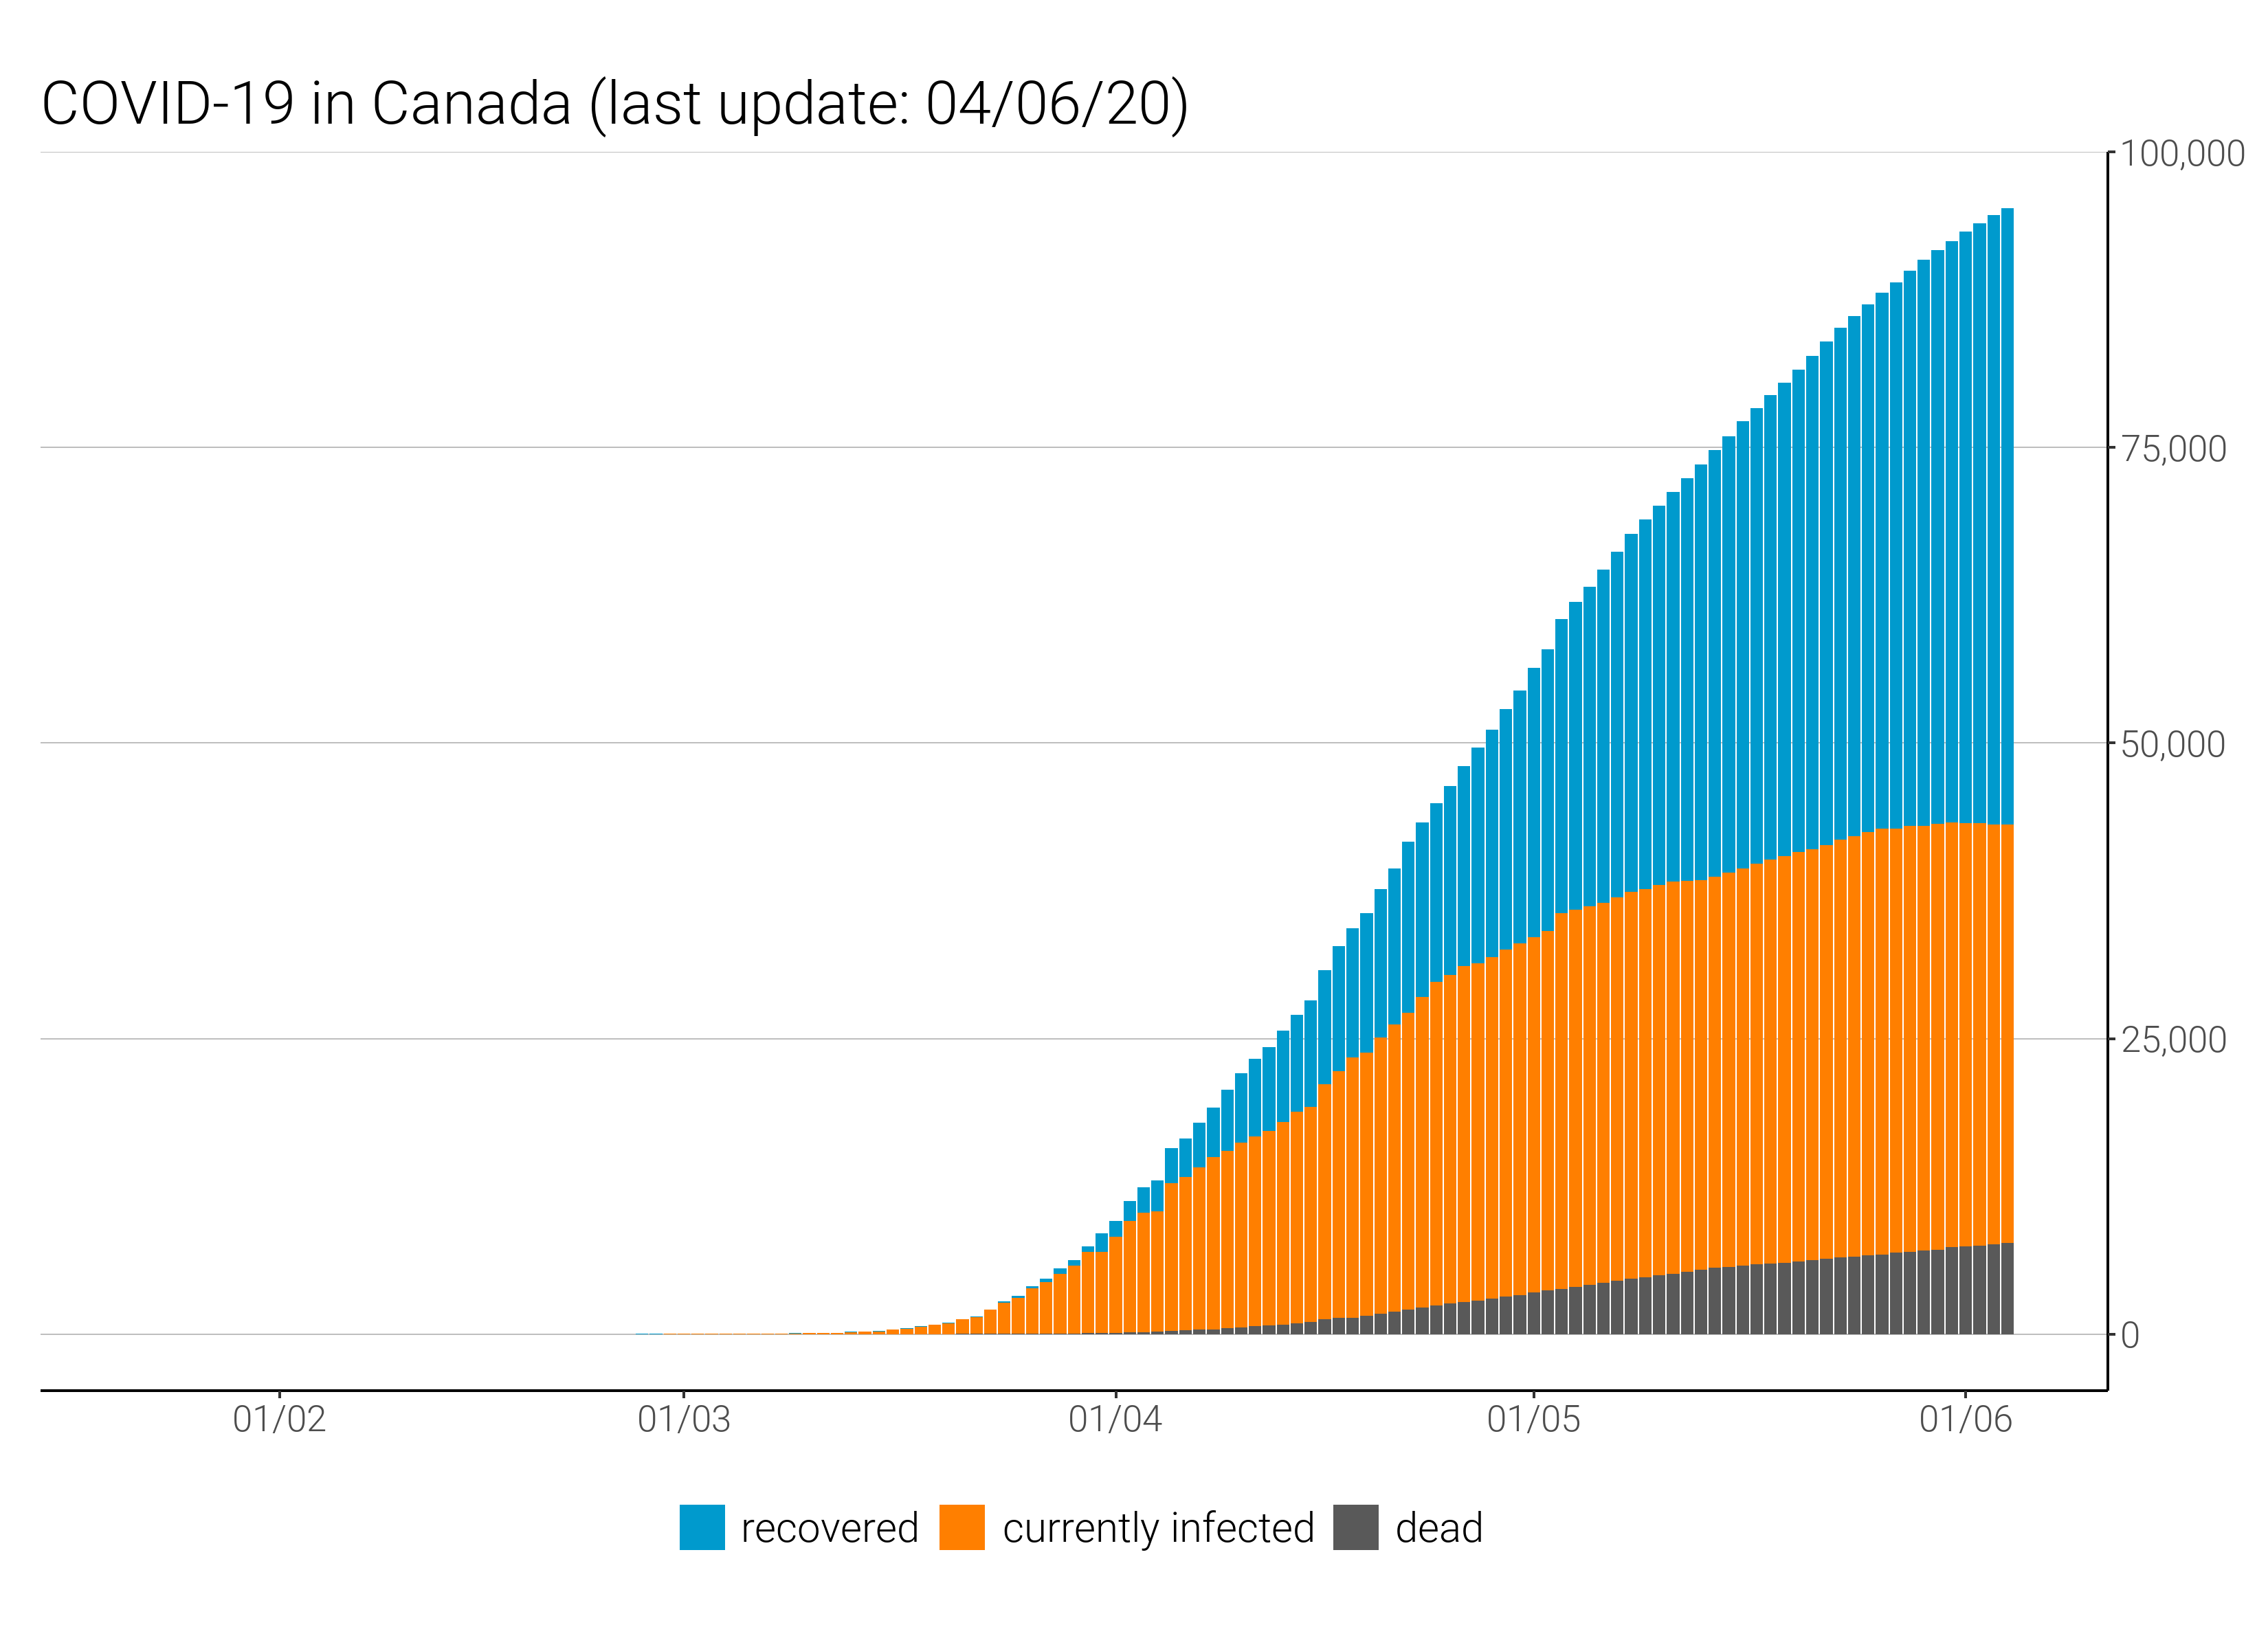 COVID-19 in Canada (last update: 04/06/20)
100,000
75,000
50,000
25,000
0
01/02 01/03 01/04 01/05 01/06
recovered currently infected dead